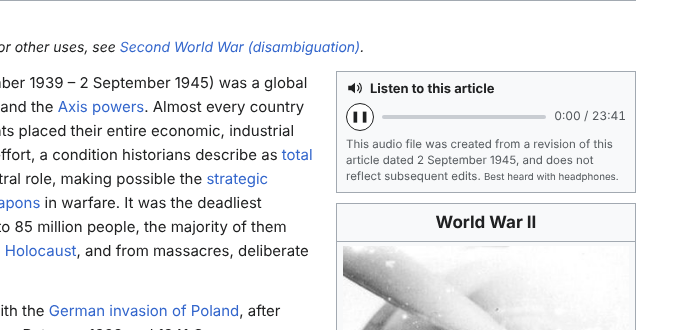 or other uses, see Second World War (disambiguation).
ber 1939 – 2 September 1945) was a global
and the Axis powers. Almost every country
ts placed their entire economic, industrial
ffort, a condition historians describe as total
tral role, making possible the strategic
apons in warfare. It was the deadliest
to 85 million people, the majority of them
Holocaust, and from massacres, deliberate
ith the German invasion of Poland, after
Listen to this article
0:00 / 23:41
This audio file was created from a revision of this
article dated 2 September 1945, and does not
reflect subsequent edits. Best heard with headphones.
World War II